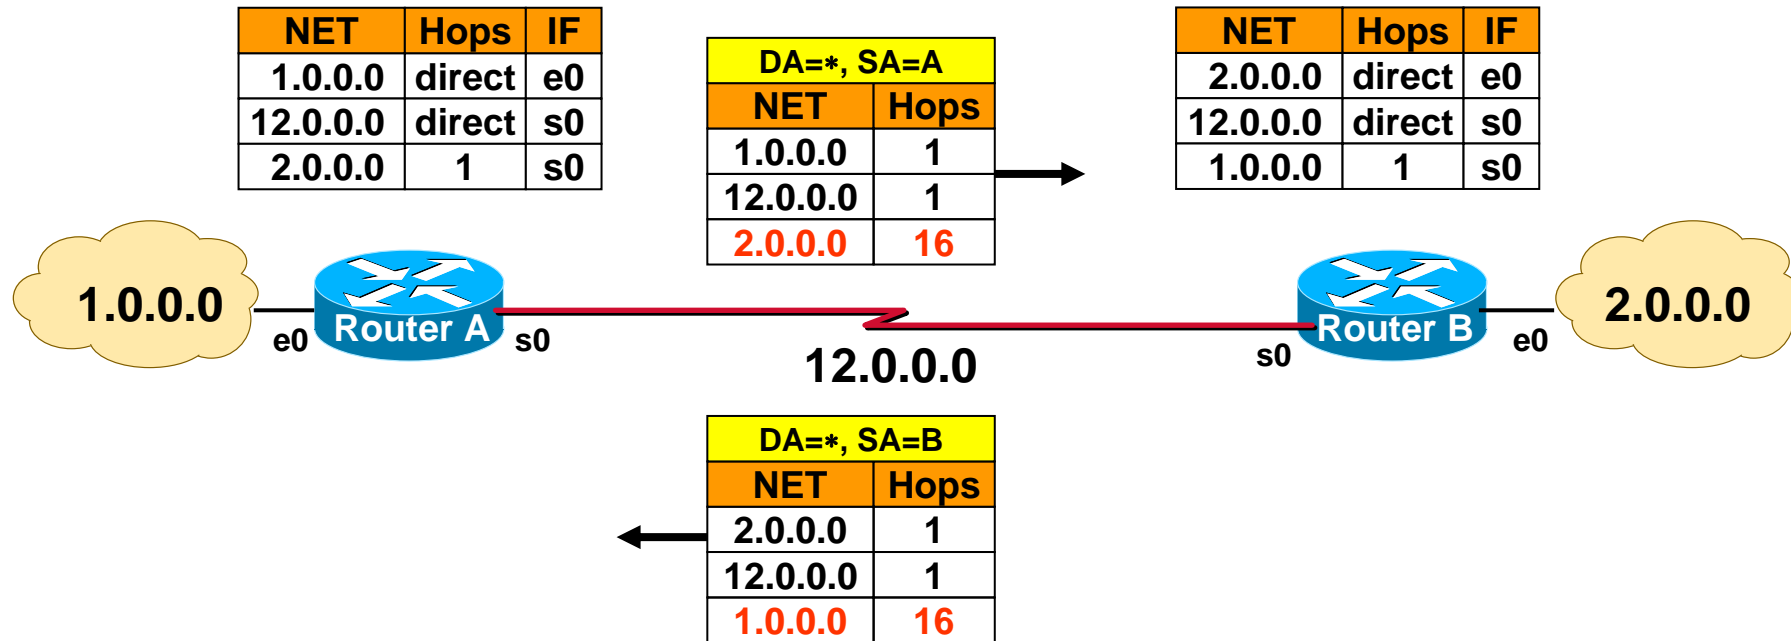 NET Hops IF
1.0.0.0 direct e0
12.0.0.0 direct s0
2.0.0.0 1 s0
DA=*, SA=A
NET Hops
1.0.0.0 1
12.0.0.0 1
2.0.0.0 16
NET Hops IF
2.0.0.0 direct e0
12.0.0.0 direct s0
1.0.0.0 1 s0
1.0.0.0
e0
Router A
s0
12.0.0.0
s0
Router B
e0
2.0.0.0
DA=*, SA=B
NET Hops
2.0.0.0 1
12.0.0.0 1
1.0.0.0 16